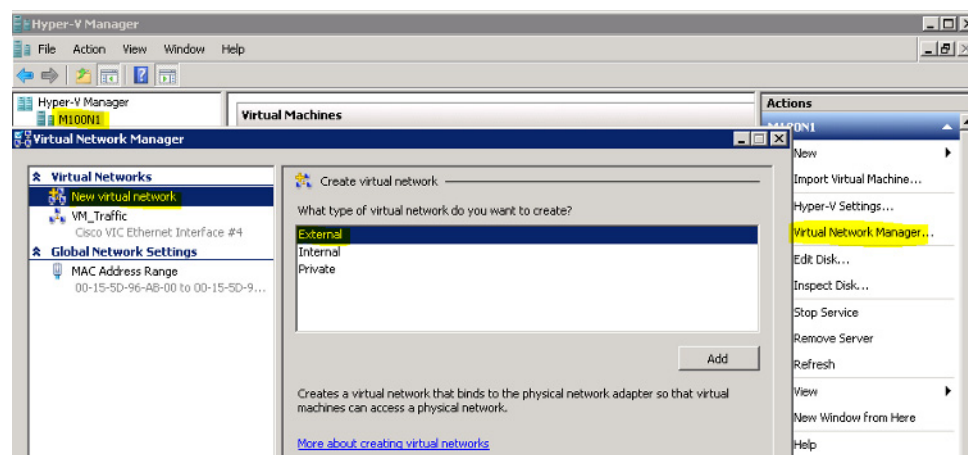 Hyper-V Manager
File Action View Window Help
Hyper-V Manager
M100N1
Virtual Machines
Actions
Virtual Network Manager
Virtual Networks
New virtual network
VM_Traffic
Cisco VIC Ethernet Interface #4
Global Network Settings
MAC Address Range
00-15-5D-96-AB-00 to 00-15-5D-9...
Create virtual network
What type of virtual network do you want to create?
External
Internal
Private
Add
Creates a virtual network that binds to the physical network adapter so that virtual
machines can access a physical network.
More about creating virtual networks
M100N1
New
Import Virtual Machine...
Hyper-V Settings...
Virtual Network Manager...
Edit Disk...
Inspect Disk...
Stop Service
Remove Server
Refresh
View
New Window from Here
Help